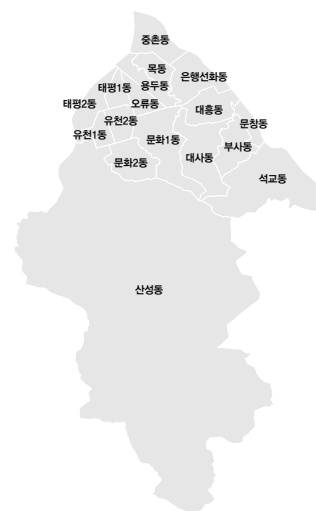 중촌동
목동
은행선화동
태평1동
용두동
태평2동
오류동
대흥동
유천2동
문창동
유천1동
문화1동
부사동
문화2동
대사동
석교동
산성동